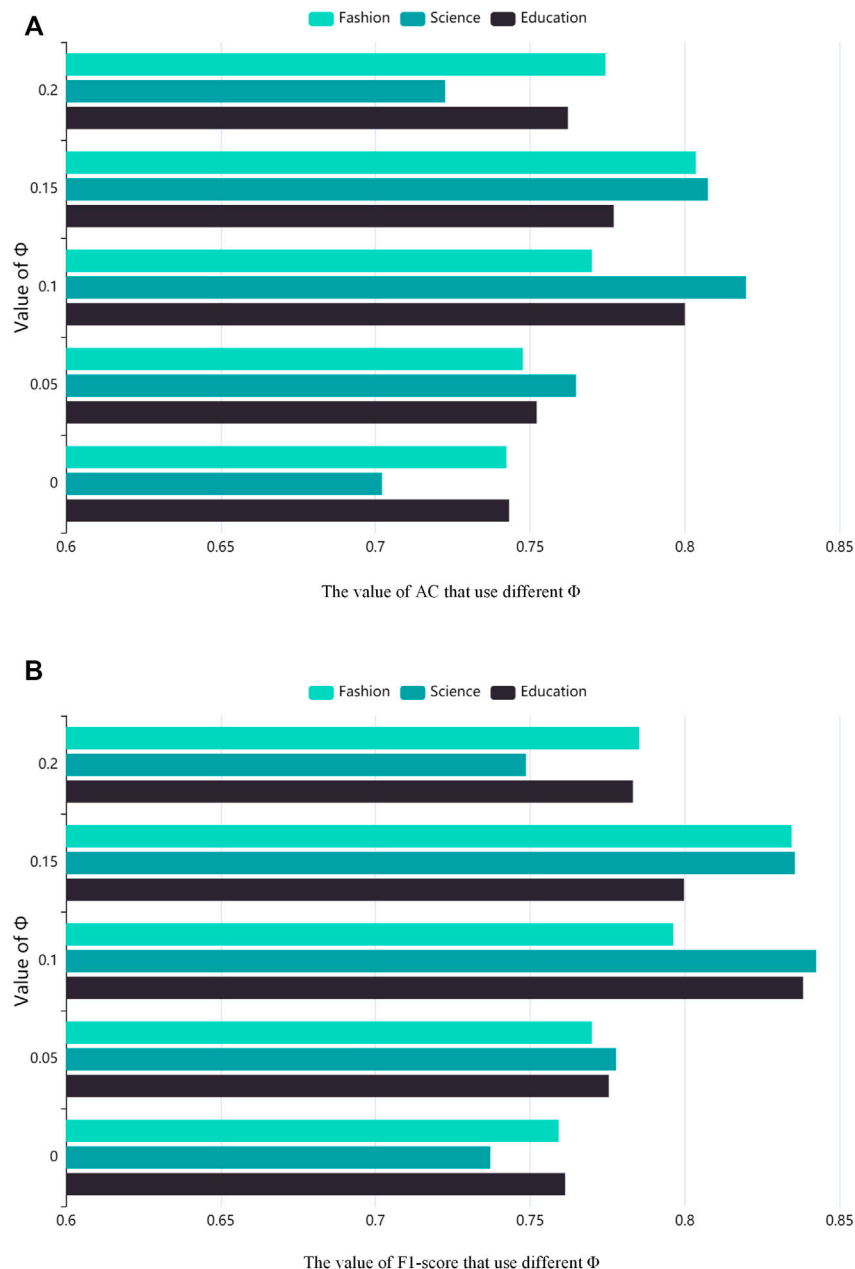 A
Fashion Science Education
0.2
0.15
0.1
0.05
0
Value of Φ
0.6 0.65 0.7 0.75 0.8 0.85
The value of AC that use different Φ
B
Fashion Science Education
0.2
0.15
0.1
0.05
0
Value of Φ
0.6 0.65 0.7 0.75 0.8 0.85
The value of F1-score that use different Φ